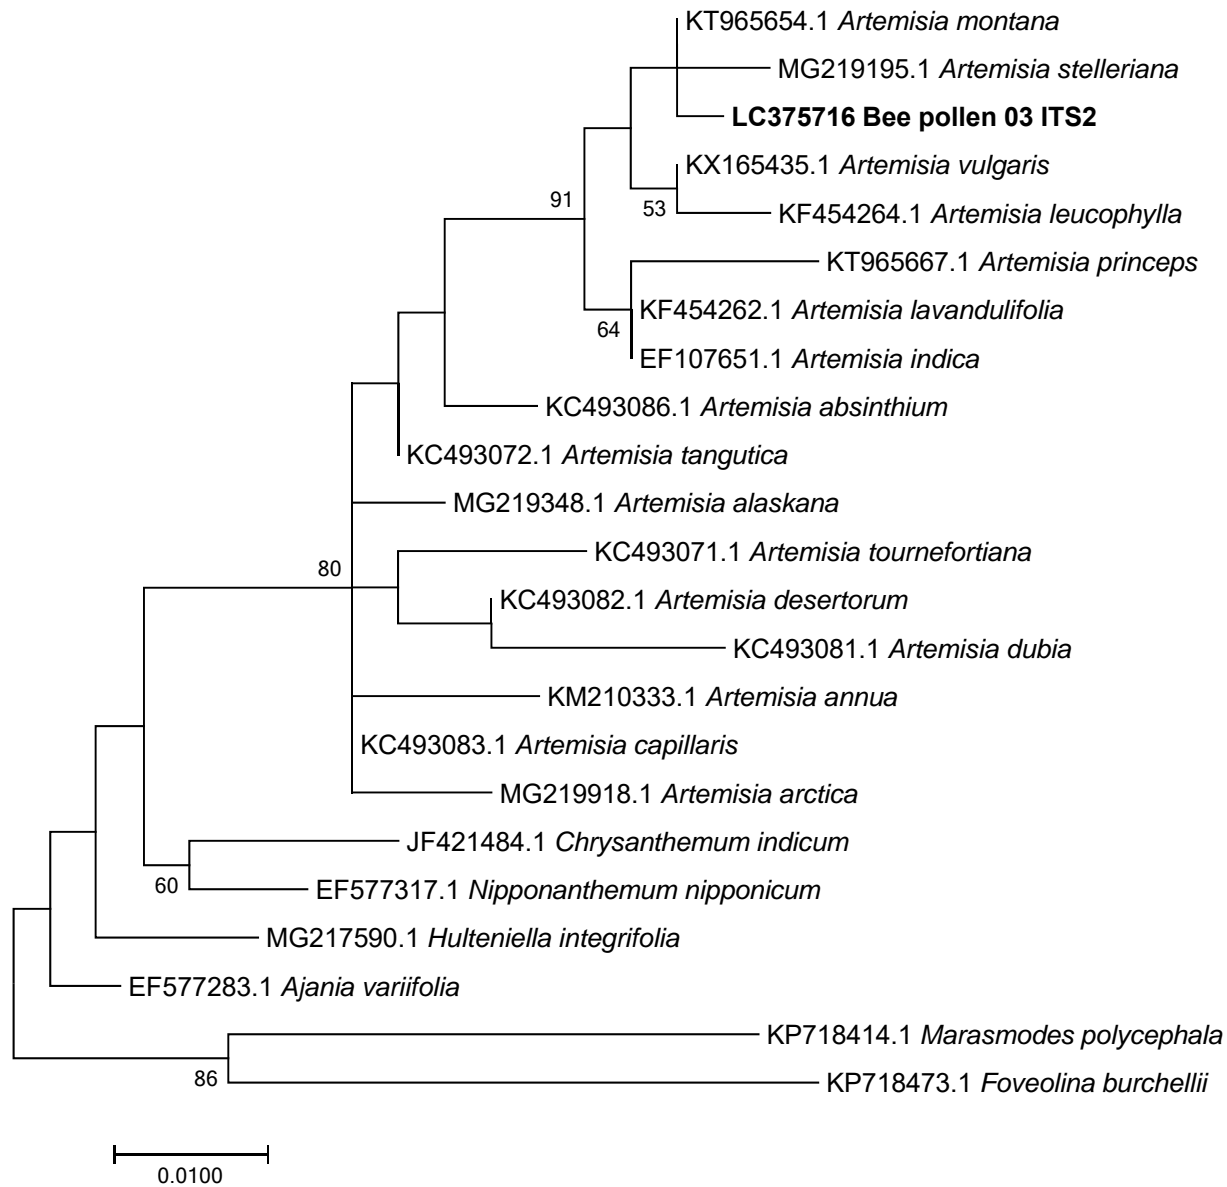 KT965654.1 Artemisia montana
MG219195.1 Artemisia stelleriana
LC375716 Bee pollen 03 ITS2
KX165435.1 Artemisia vulgaris
91
53
KF454264.1 Artemisia leucophylla
KT965667.1 Artemisia princeps
KF454262.1 Artemisia lavandulifolia
64
EF107651.1 Artemisia indica
KC493086.1 Artemisia absinthium
KC493072.1 Artemisia tangutica
MG219348.1 Artemisia alaskana
KC493071.1 Artemisia tournefortiana
80
KC493082.1 Artemisia desertorum
KC493081.1 Artemisia dubia
KM210333.1 Artemisia annua
KC493083.1 Artemisia capillaris
MG219918.1 Artemisia arctica
JF421484.1 Chrysanthemum indicum
60
EF577317.1 Nipponanthemum nipponicum
MG217590.1 Hulteniella integrifolia
EF577283.1 Ajania variifolia
KP718414.1 Marasmodes polycephala
86
KP718473.1 Foveolina burchellii
0.0100